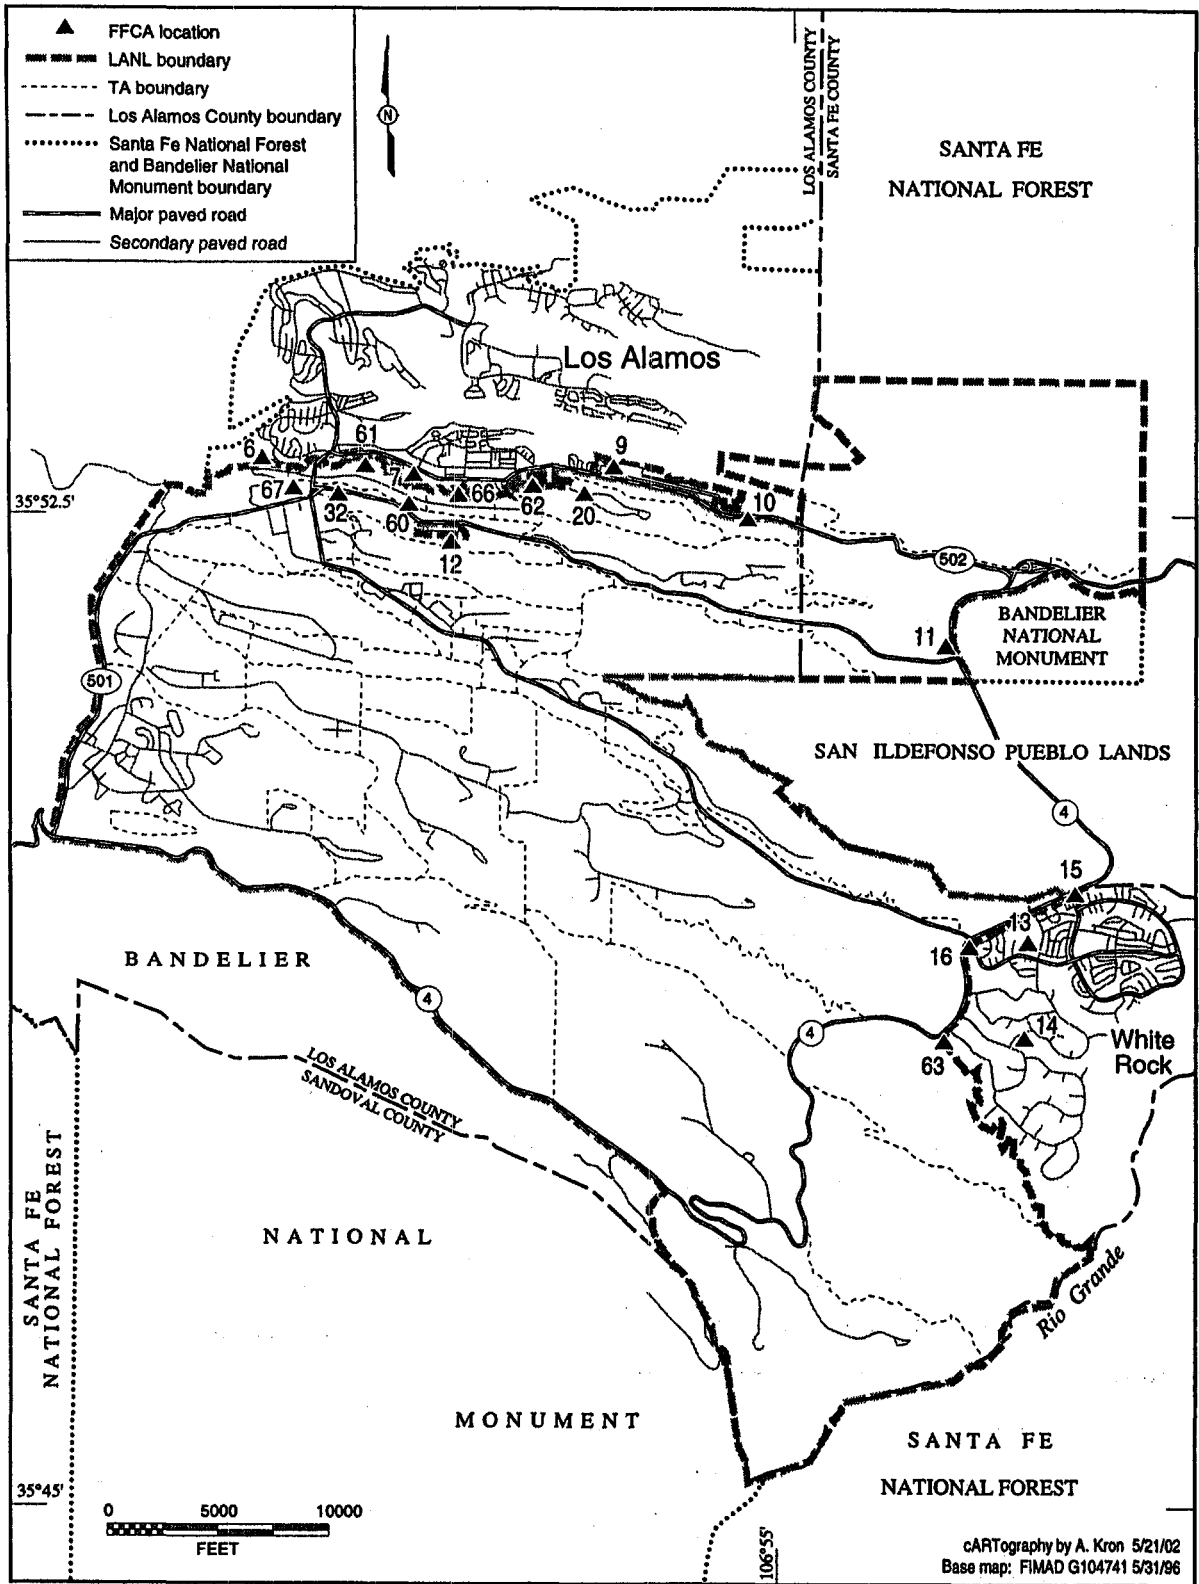 FFCA location
LANL boundary
TA boundary
Los Alamos County boundary
Santa Fe National Forest
and Bandelier National
Monument boundary
Major paved road
Secondary paved road
N
LOS ALAMOS COUNTY
SANTA FE COUNTY
SANTA FE
NATIONAL FOREST
Los Alamos
61
6
9
7
67
66
35°52.5'
32
62
20
10
60
12
502
BANDELIER
NATIONAL
MONUMENT
11
501
SAN ILDEFONSO PUEBLO LANDS
4
15
13
16
BANDELIER
4
4
14
White
Rock
63
LOS ALAMOS COUNTY
SANDOVAL COUNTY
SANTA FE
NATIONAL FOREST
NATIONAL
Rio Grande
MONUMENT
SANTA FE
NATIONAL FOREST
35°45'
0 5000 10000
FEET
106°55'
cARTography by A. Kron 5/21/02
Base map: FIMAD G104741 5/31/96